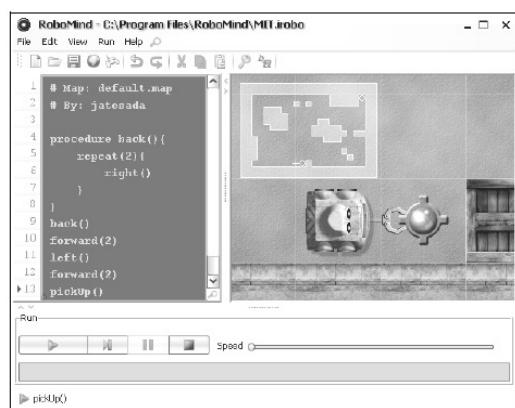 RoboMind - C:\Program Files\RoboMind\MIT.irobo
File Edit View Run Help
1 # Map: default.map
2 # By: jatesada
3
4 procedure back(){
5 repeat(2){
6 right()
7 }
8 }
9 back()
10 forward(2)
11 left()
12 forward(2)
13 pickUp()
Run
Speed
pickUp()